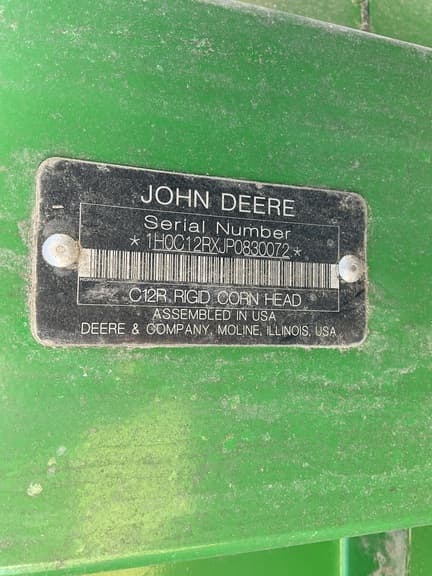 JOHN DEERE
Serial Number
* 1H0C12RXJP0830072 *
C12R RIGID CORN HEAD
ASSEMBLED IN USA
DEERE & COMPANY, MOLINE, ILLINOIS, USA